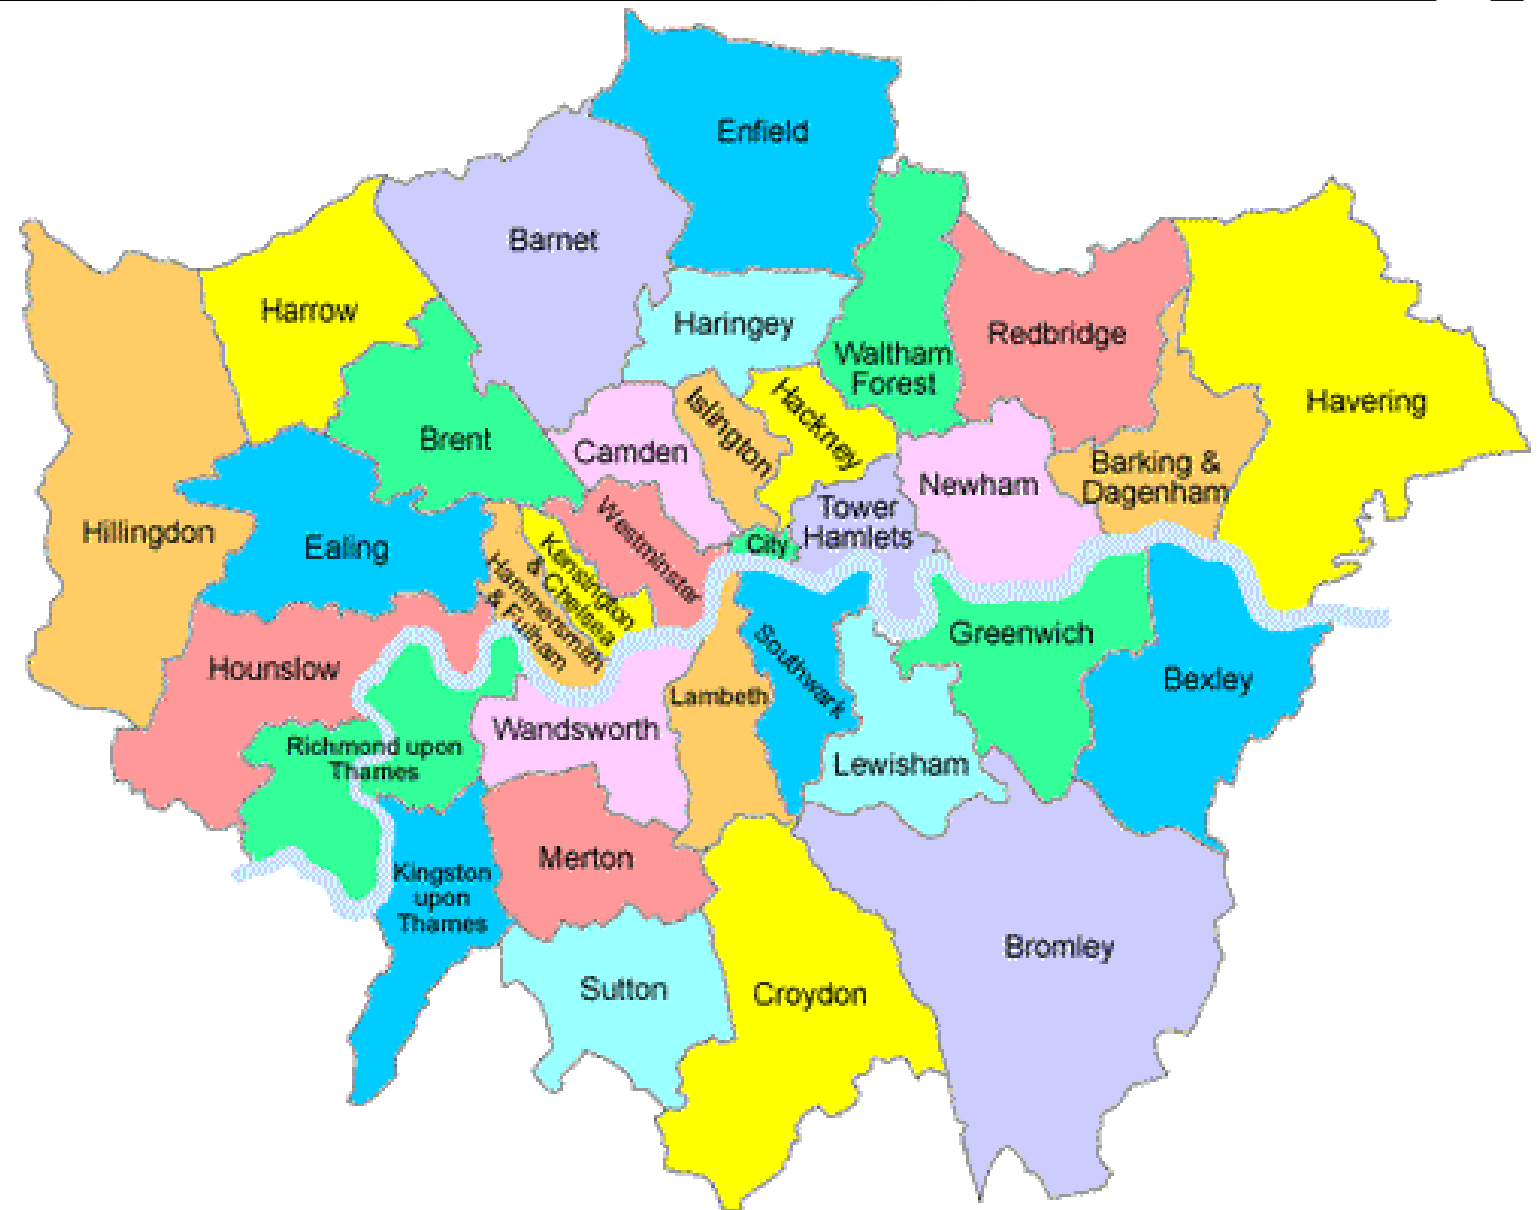 Enfield
Barnet
Harrow
Haringey
Waltham
Forest
Redbridge
Havering
Hillingdon
Brent
Camden
Islington
Hackney
Newham
Barking &
Dagenham
Ealing
Westminster
City
Tower
Hamlets
Kensington
& Chelsea
Hammersmith
& Fulham
Hounslow
Greenwich
Bexley
Richmond upon
Thames
Wandsworth
Lambeth
Southwark
Lewisham
Kingston
upon
Thames
Merton
Sutton
Croydon
Bromley